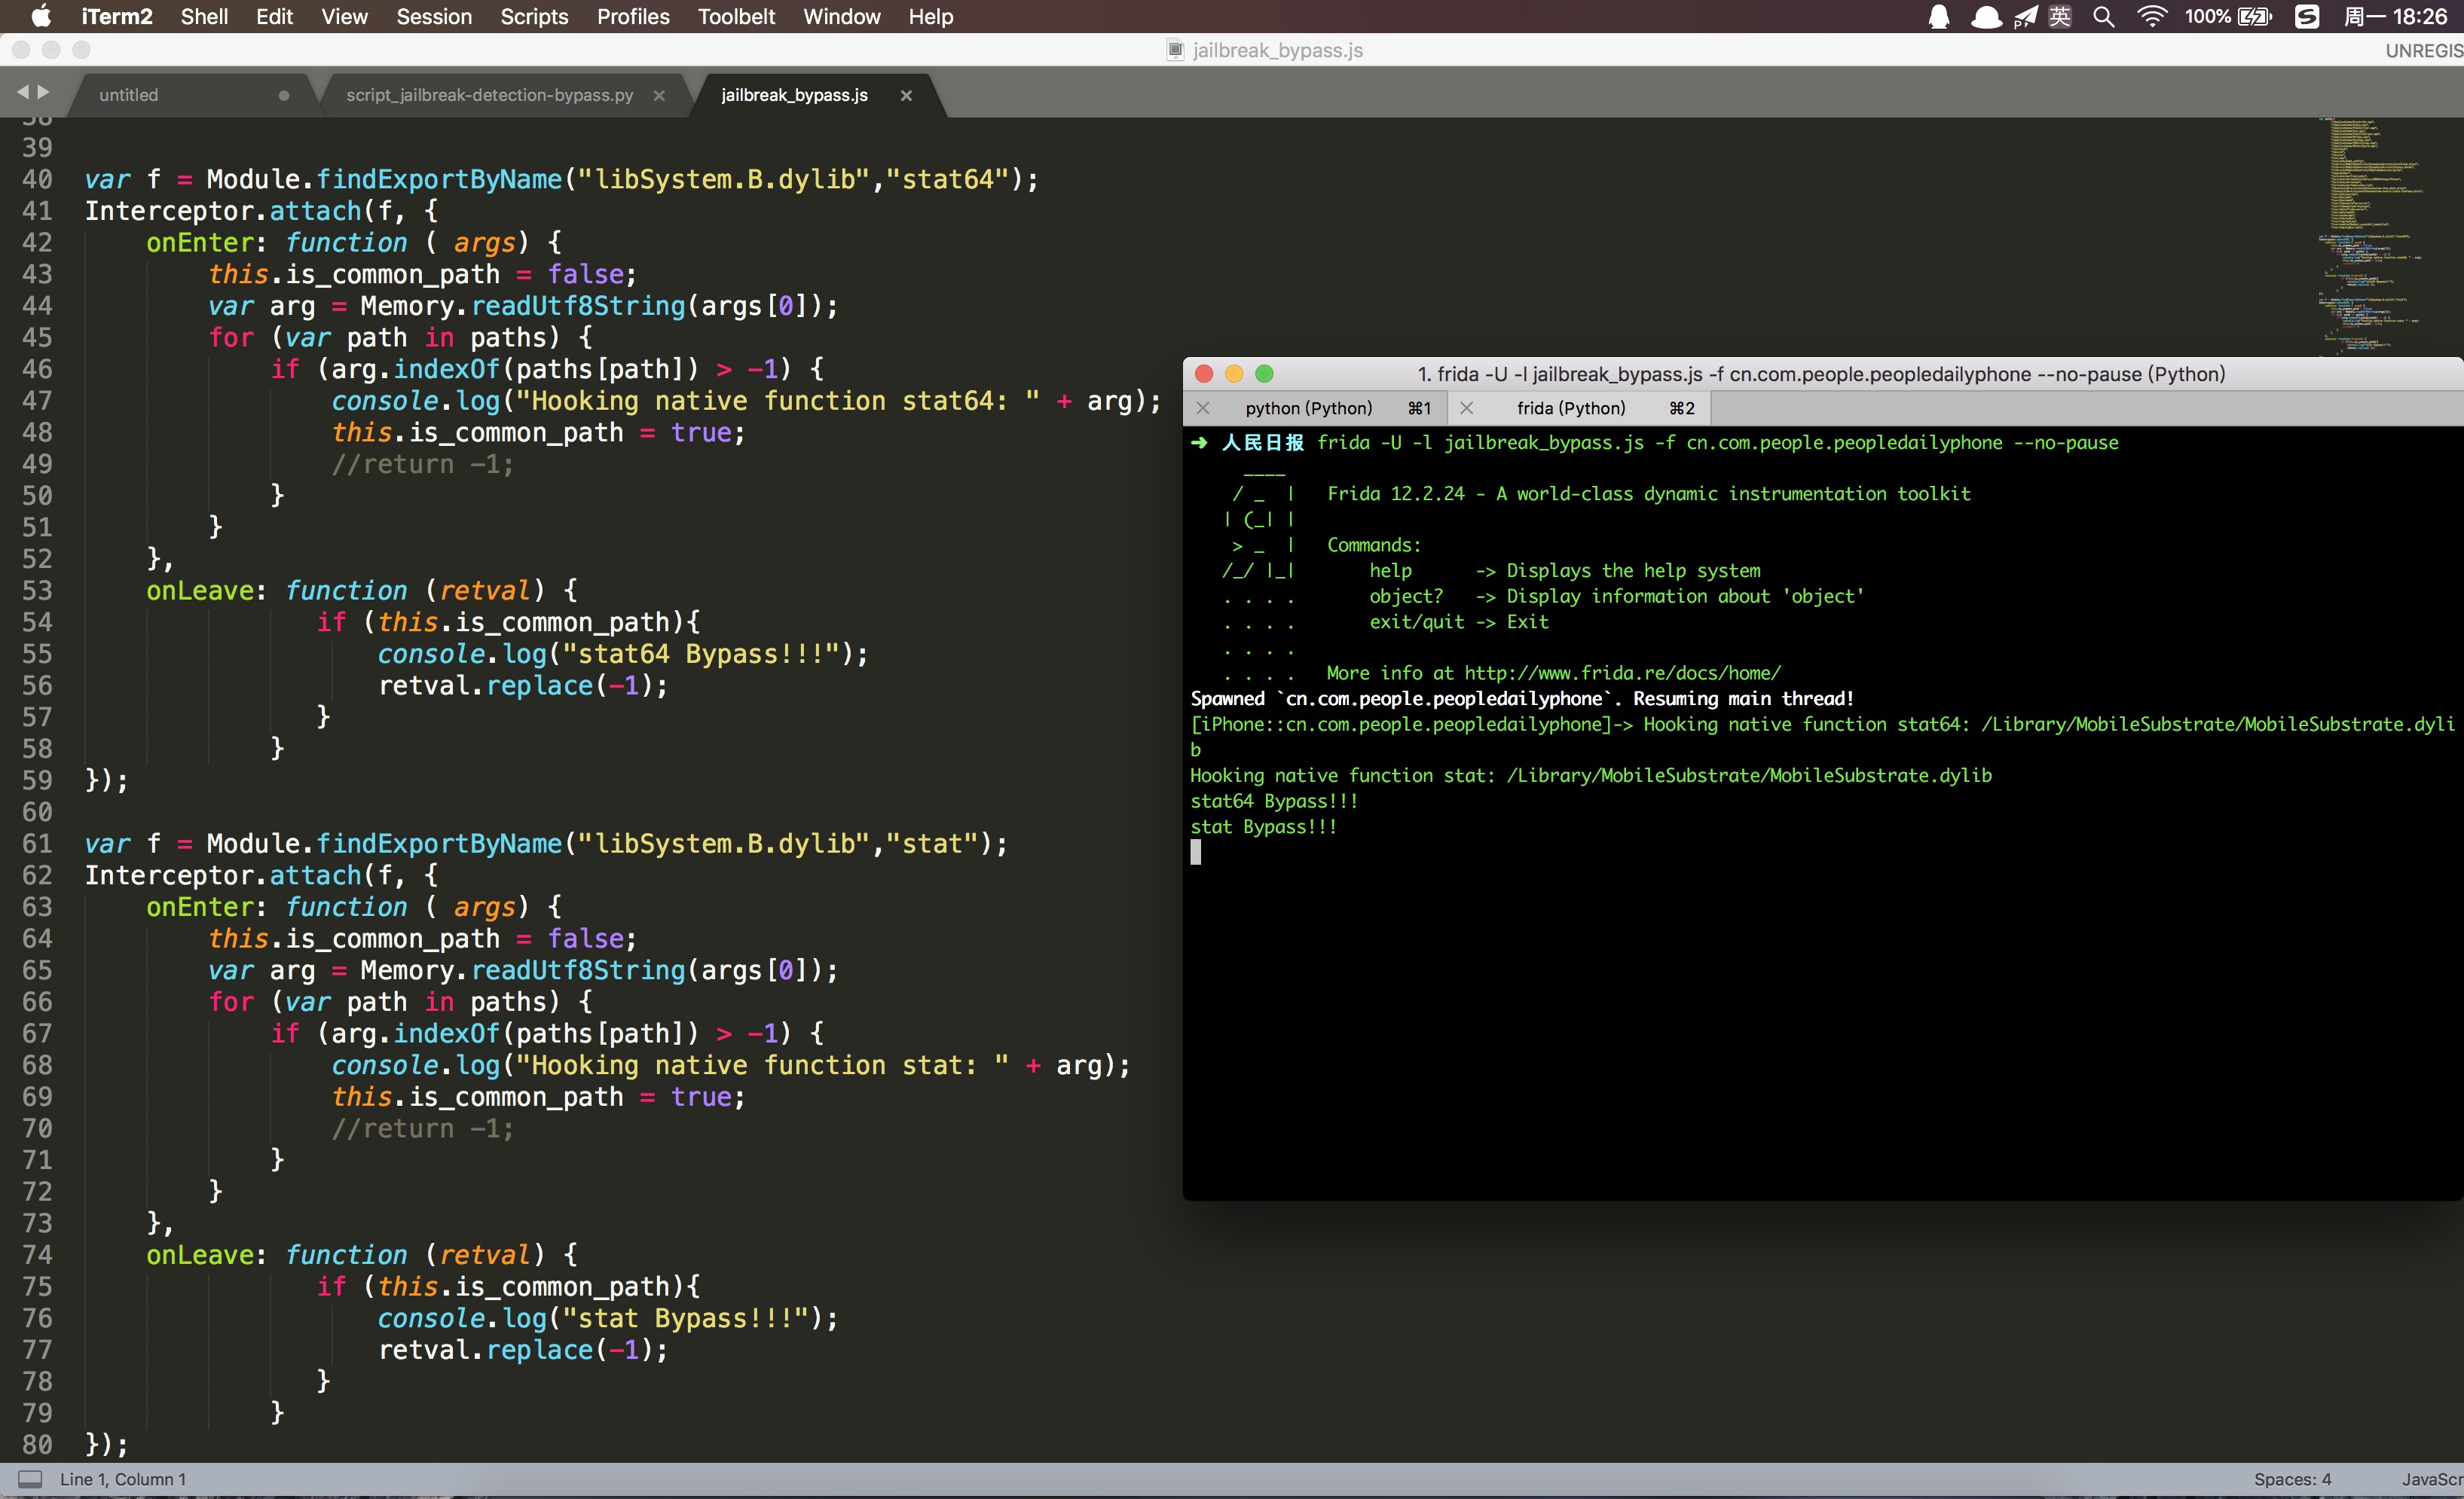 iTerm2 Shell Edit View Session Scripts Profiles Toolbelt Window Help 英 100% 周一 18:26
jailbreak_bypass.js UNREGIS
untitled script_jailbreak-detection-bypass.py jailbreak_bypass.js
38
39
40 var f = Module.findExportByName("libSystem.B.dylib","stat64");
41 Interceptor.attach(f, {
42 onEnter: function ( args) {
43 this.is_common_path = false;
44 var arg = Memory.readUtf8String(args[0]);
45 for (var path in paths) {
46 if (arg.indexOf(paths[path]) > -1) {
47 console.log("Hooking native function stat64: " + arg);
48 this.is_common_path = true;
49 //return -1;
50 }
51 }
52 },
53 onLeave: function (retval) {
54 if (this.is_common_path){
55 console.log("stat64 Bypass!!!");
56 retval.replace(-1);
57 }
58 }
59 });
60
61 var f = Module.findExportByName("libSystem.B.dylib","stat");
62 Interceptor.attach(f, {
63 onEnter: function ( args) {
64 this.is_common_path = false;
65 var arg = Memory.readUtf8String(args[0]);
66 for (var path in paths) {
67 if (arg.indexOf(paths[path]) > -1) {
68 console.log("Hooking native function stat: " + arg);
69 this.is_common_path = true;
70 //return -1;
71 }
72 }
73 },
74 onLeave: function (retval) {
75 if (this.is_common_path){
76 console.log("stat Bypass!!!");
77 retval.replace(-1);
78 }
79 }
80 });
Line 1, Column 1 Spaces: 4 JavaScr
1. frida -U -l jailbreak_bypass.js -f cn.com.people.peopledailyphone --no-pause (Python)
python (Python) ⌘1 frida (Python) ⌘2
➜ 人民日报 frida -U -l jailbreak_bypass.js -f cn.com.people.peopledailyphone --no-pause
____
/ _ | Frida 12.2.24 - A world-class dynamic instrumentation toolkit
| (_| |
> _ | Commands:
/_/ |_| help -> Displays the help system
. . . . object? -> Display information about 'object'
. . . . exit/quit -> Exit
. . . .
. . . . More info at http://www.frida.re/docs/home/
Spawned `cn.com.people.peopledailyphone`. Resuming main thread!
[iPhone::cn.com.people.peopledailyphone]-> Hooking native function stat64: /Library/MobileSubstrate/MobileSubstrate.dyli
b
Hooking native function stat: /Library/MobileSubstrate/MobileSubstrate.dylib
stat64 Bypass!!!
stat Bypass!!!